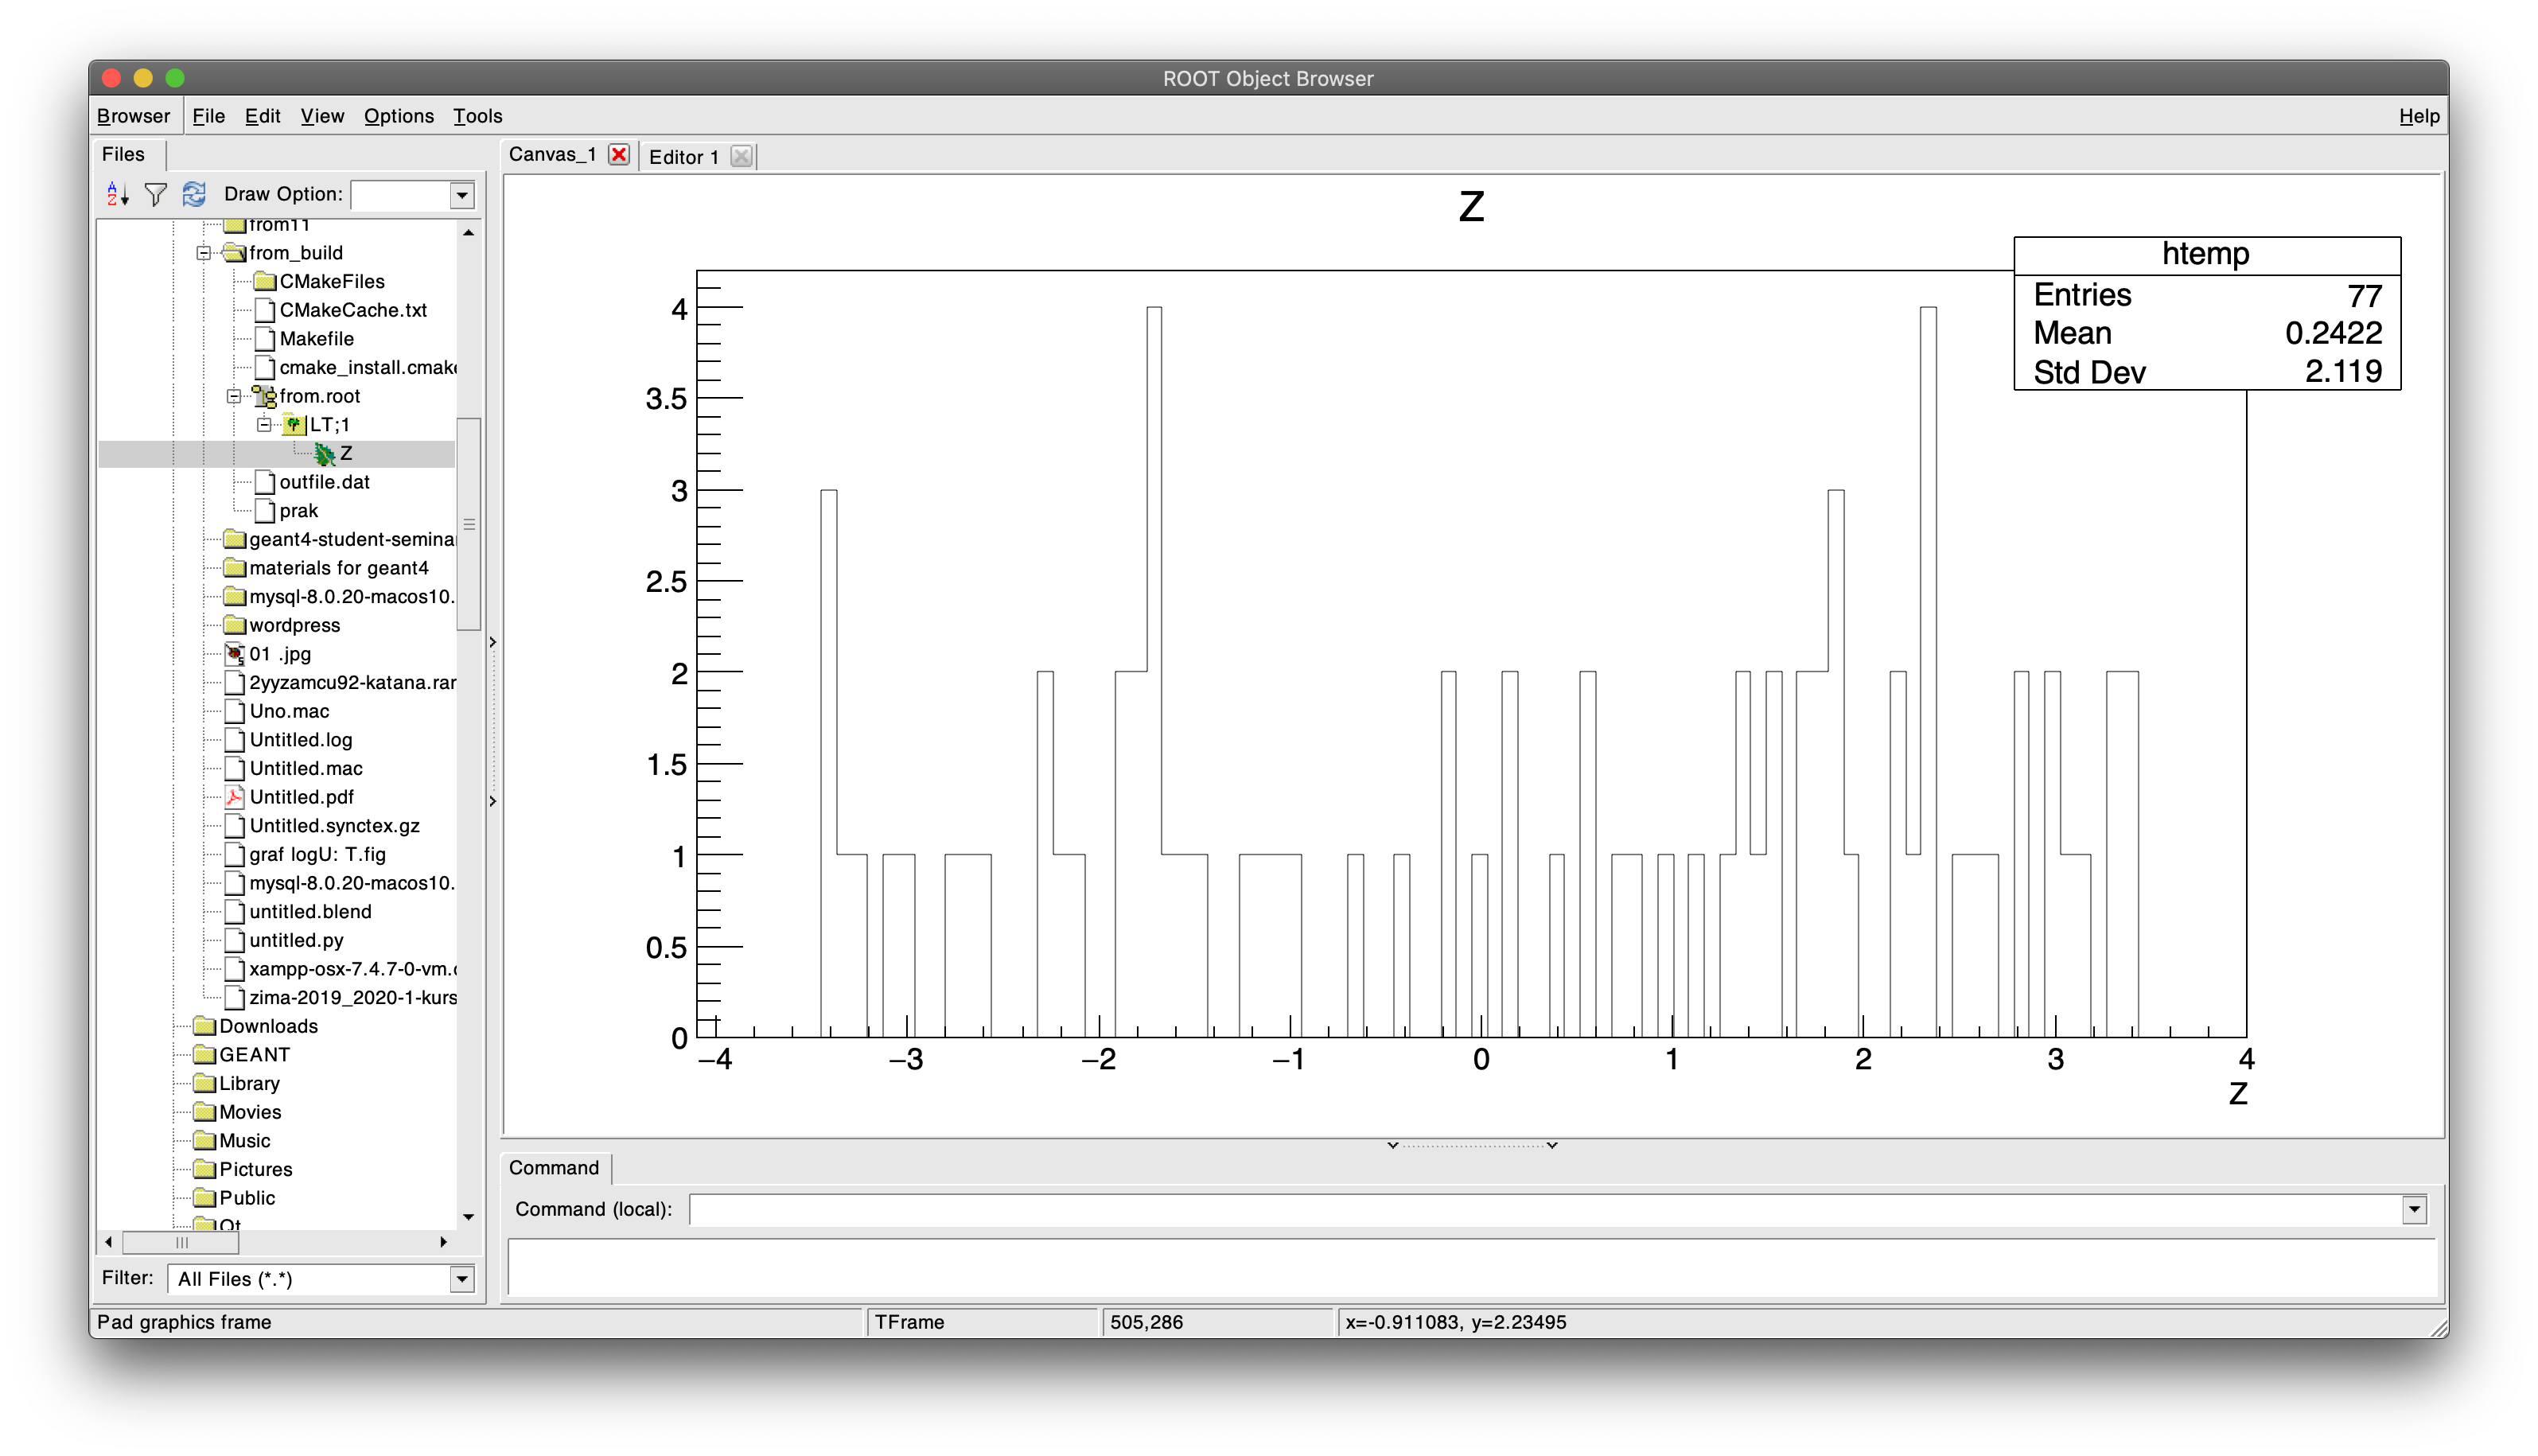 ROOT Object Browser
Browser File Edit View Options Tools Help
Files
Draw Option:
from11
from_build
CMakeFiles
CMakeCache.txt
Makefile
cmake_install.cmake
from.root
LT;1
Z
outfile.dat
prak
geant4-student-semina
materials for geant4
mysql-8.0.20-macos10.
wordpress
01 .jpg
2yyzamcu92-katana.rar
Uno.mac
Untitled.log
Untitled.mac
Untitled.pdf
Untitled.synctex.gz
graf logU: T.fig
mysql-8.0.20-macos10.
untitled.blend
untitled.py
xampp-osx-7.4.7-0-vm.
zima-2019_2020-1-kurs
Downloads
GEANT
Library
Movies
Music
Pictures
Public
Qt
Filter: All Files (*.*)
Canvas_1 Editor 1
Z
htemp
Entries 77
Mean 0.2422
Std Dev 2.119
4
3.5
3
2.5
2
1.5
1
0.5
0
−4 −3 −2 −1 0 1 2 3 4
Z
Command
Command (local):
Pad graphics frame TFrame 505,286 x=-0.911083, y=2.23495